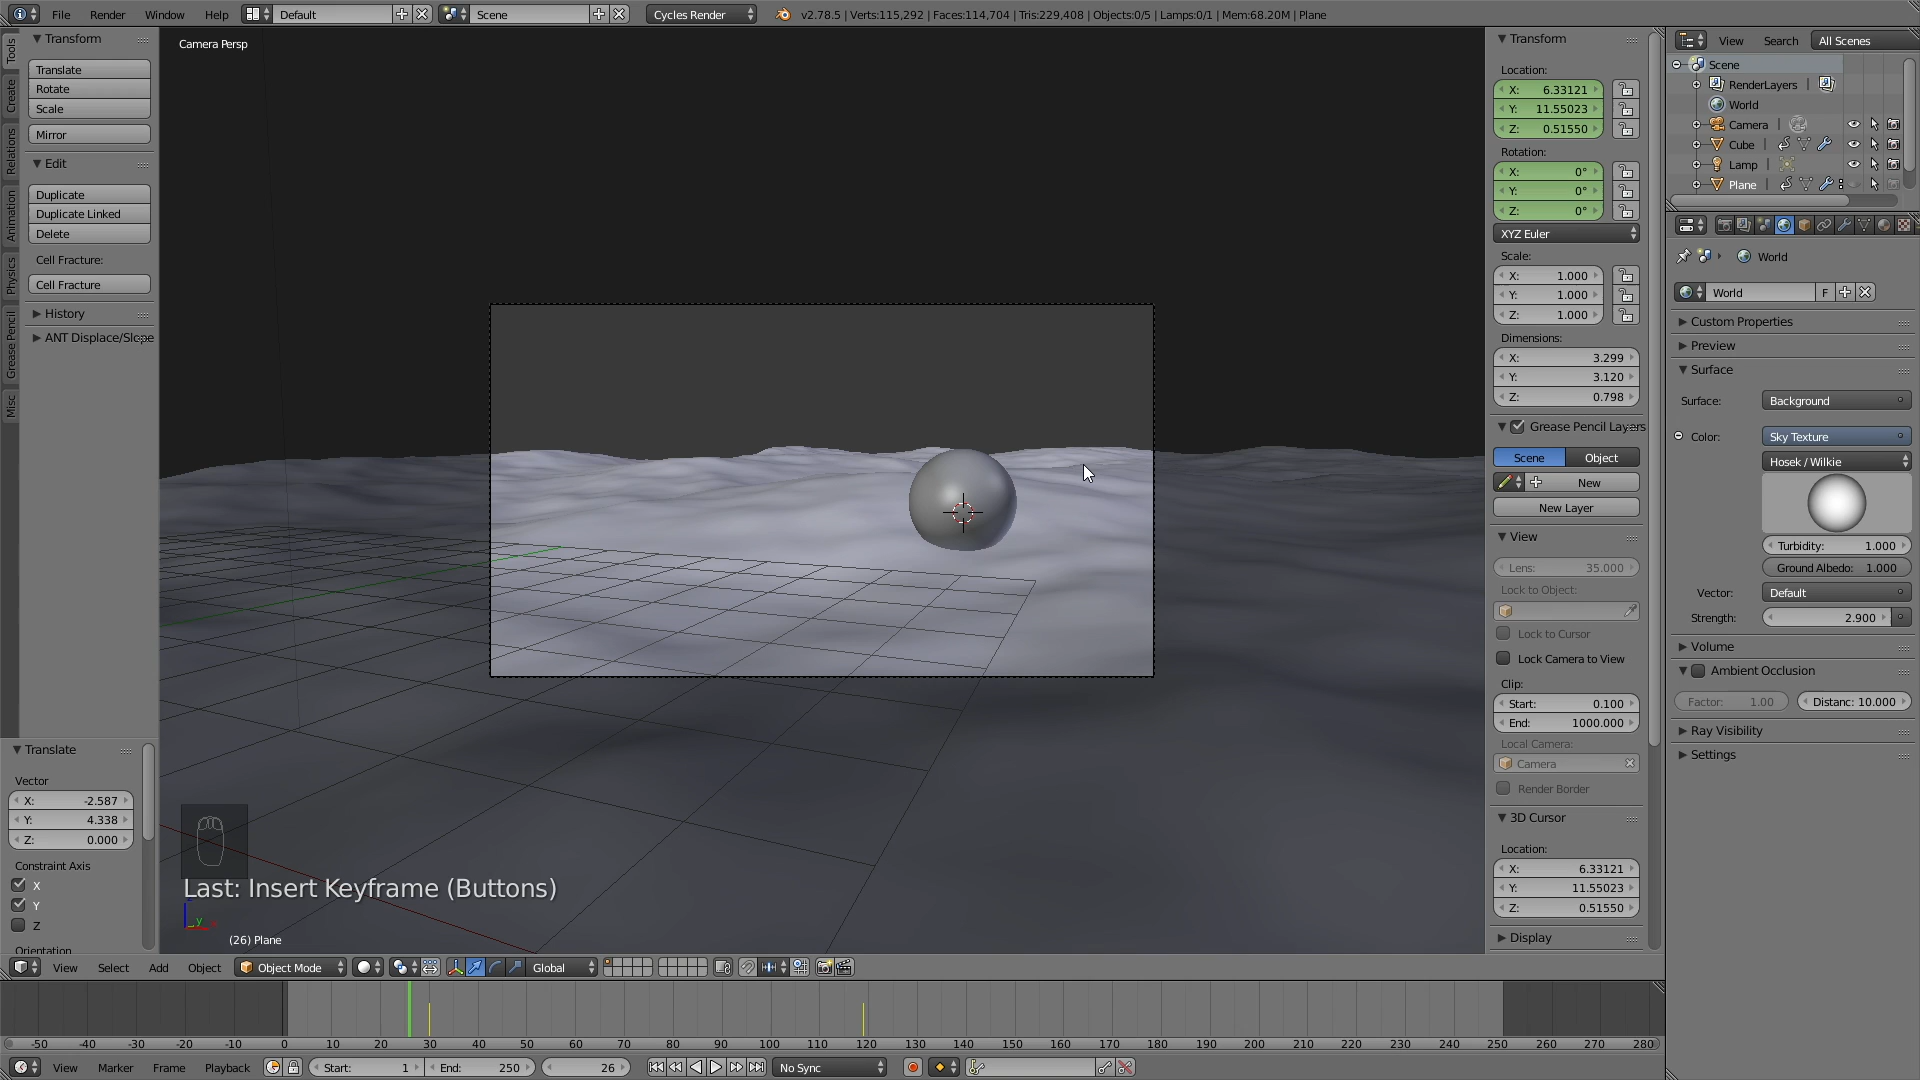 File Render Window Help Default Scene Cycles Render v2.78.5 | Verts:115,292 | Faces:114,704 | Tris:229,408 | Objects:0/5 | Lamps:0/1 | Mem:68.20M | Plane
Tools
Create
Relations
Animation
Physics
Grease Pencil
Misc
Transform
Translate
Rotate
Scale
Mirror
Edit
Duplicate
Duplicate Linked
Delete
Cell Fracture:
Cell Fracture
History
ANT Displace/Slope
Translate
Vector
X: -2.587
Y: 4.338
Z: 0.000
Constraint Axis
X
Y
Z
Orientation
Camera Persp
Last: Insert Keyframe (Buttons)
y
(26) Plane
Transform
Location:
X: 6.33121
Y: 11.55023
Z: 0.51550
Rotation:
X: 0°
Y: 0°
Z: 0°
XYZ Euler
Scale:
X: 1.000
Y: 1.000
Z: 1.000
Dimensions:
X: 3.299
Y: 3.120
Z: 0.798
Grease Pencil Layers
Scene Object
New
New Layer
View
Lens: 35.000
Lock to Object:
Lock to Cursor
Lock Camera to View
Clip:
Start: 0.100
End: 1000.000
Local Camera:
Camera
Render Border
3D Cursor
Location:
X: 6.33121
Y: 11.55023
Z: 0.51550
Display
View Search All Scenes
Scene
RenderLayers |
World
Camera |
Cube |
Lamp |
Plane |
World
World F
Custom Properties
Preview
Surface
Surface: Background
Color: Sky Texture
Hosek / Wilkie
Turbidity: 1.000
Ground Albedo: 1.000
Vector: Default
Strength: 2.900
Volume
Ambient Occlusion
Factor: 1.00 Distanc: 10.000
Ray Visibility
Settings
View Select Add Object Object Mode Global
-50 -40 -30 -20 -10 0 10 20 30 40 50 60 70 80 90 100 110 120 130 140 150 160 170 180 190 200 210 220 230 240 250 260 270 280
View Marker Frame Playback Start: 1 End: 250 26 No Sync